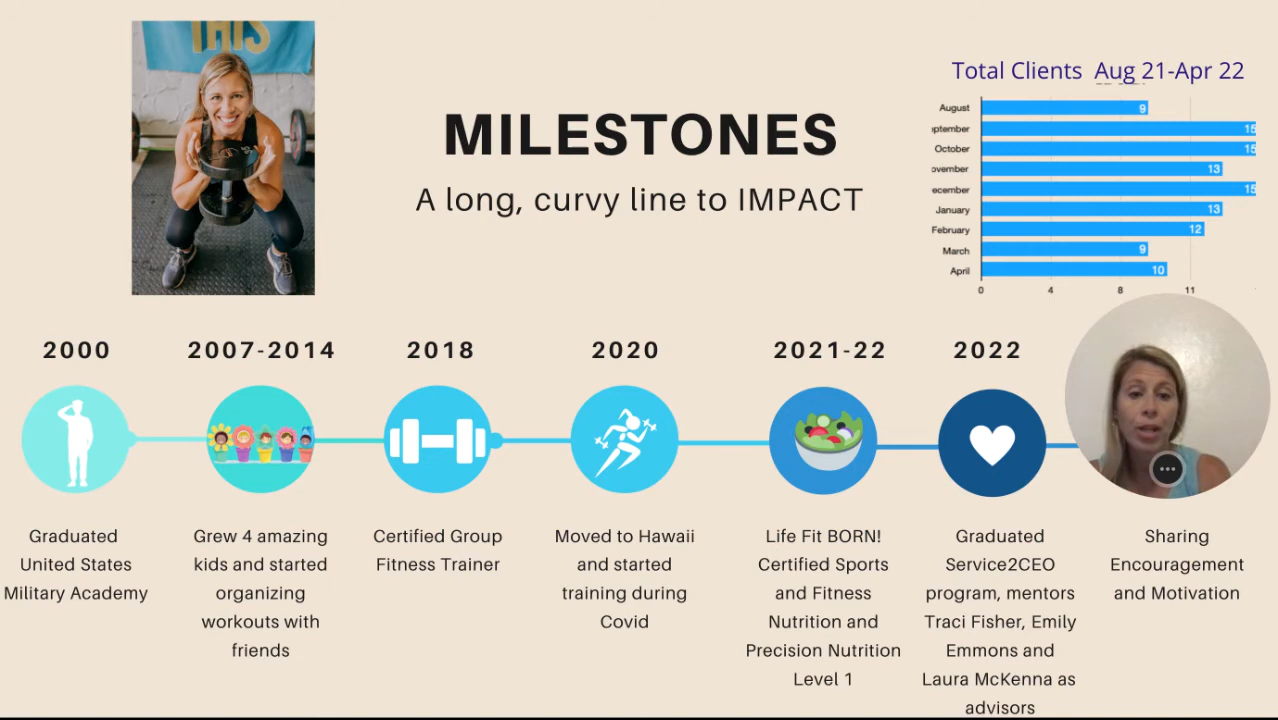 THIS
MILESTONES
A long, curvy line to IMPACT
Total Clients Aug 21-Apr 22
August 9
ptember 15
October 15
ovember 13
ecember 15
January 13
February 12
March 9
April 10
0 4 8 11
2000
Graduated
United States
Military Academy
2007-2014
Grew 4 amazing
kids and started
organizing
workouts with
friends
2018
Certified Group
Fitness Trainer
2020
Moved to Hawaii
and started
training during
Covid
2021-22
Life Fit BORN!
Certified Sports
and Fitness
Nutrition and
Precision Nutrition
Level 1
2022
Graduated
Service2CEO
program, mentors
Traci Fisher, Emily
Emmons and
Laura McKenna as
advisors
Sharing
Encouragement
and Motivation